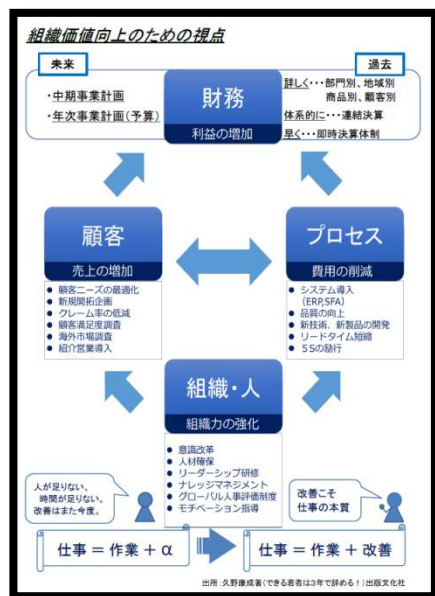 組織価値向上のための視点
未来
過去
・中期事業計画
・年次事業計画(予算)
財務
利益の増加
詳しく・・・部門別、地域別
商品別、顧客別
体系的に・・・連結決算
早く・・・即時決算体制
顧客
売上の増加
● 顧客ニーズの最適化
● 新規開拓企画
● クレーム率の低減
● 顧客満足度調査
● 海外市場調査
● 紹介営業導入
プロセス
費用の削減
● システム導入
(ERP,SFA)
● 品質の向上
● 新技術、新製品の開発
● リードタイム短縮
● 5Sの励行
組織・人
組織力の強化
● 意識改革
● 人材確保
● リーダーシップ研修
● ナレッジマネジメント
● グローバル人事評価制度
● モチベーション指導
人が足りない、
時間が足りない。
改善はまた今度。
改善こそ
仕事の本質
仕事 = 作業 + α
仕事 = 作業 + 改善
出所:久野康成著(できる若者は3年で辞める!)出版文化社